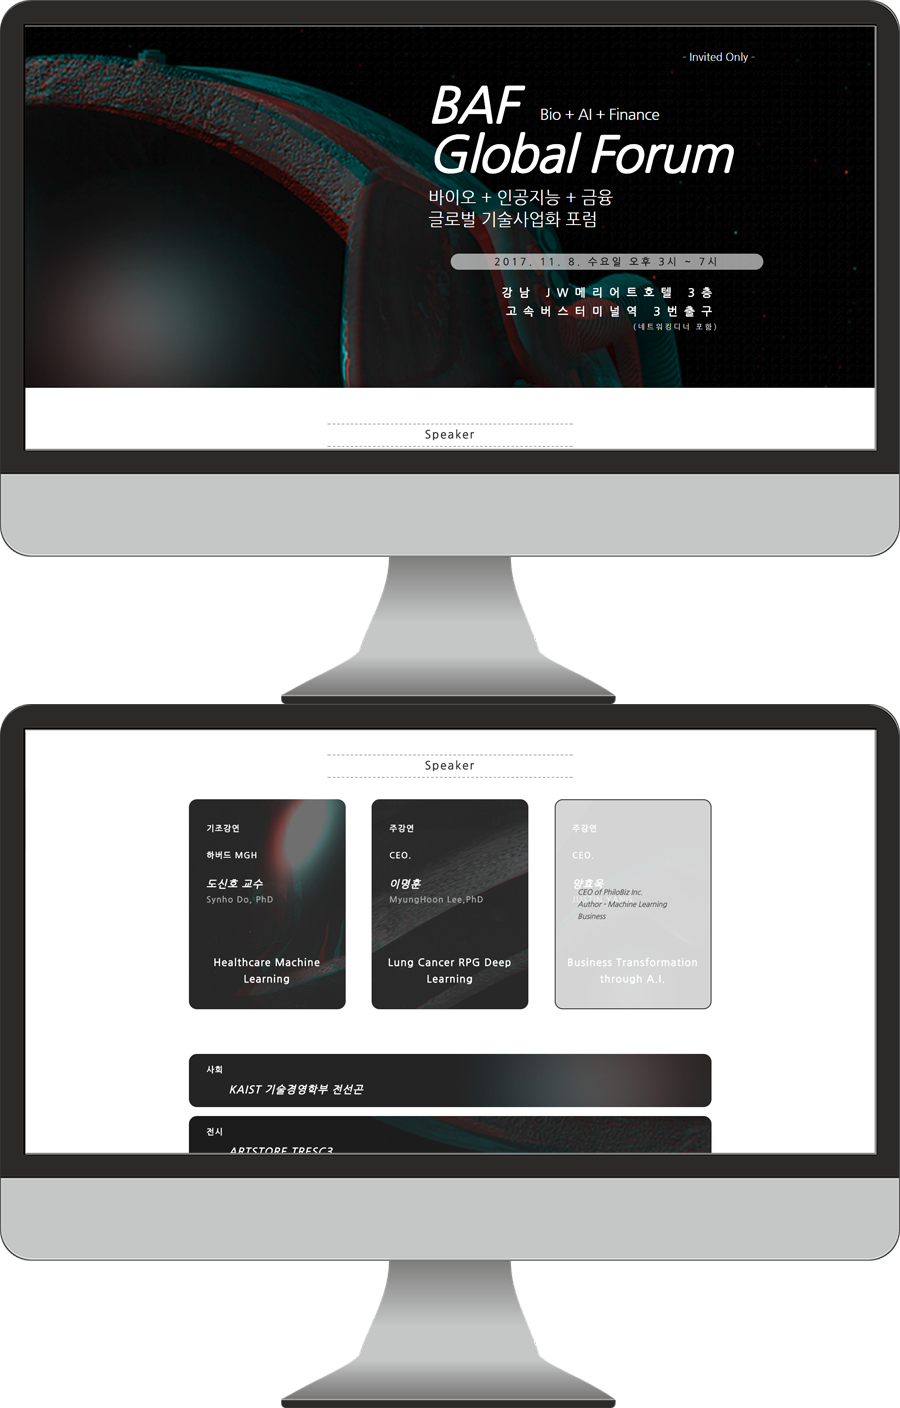 - Invited Only -
BAF Bio + AI + Finance
Global Forum
바이오 + 인공지능 + 금융
글로벌 기술사업화 포럼
2017. 11. 8. 수요일 오후 3시 ~ 7시
강남 JW메리어트호텔 3층
고속버스터미널역 3번출구
(네트워킹디너 포함)
Speaker
Speaker
기조강연
하버드 MGH
도신호 교수
Synho Do, PhD
Healthcare Machine
Learning
주강연
CEO.
이명훈
MyungHoon Lee,PhD
Lung Cancer RPG Deep
Learning
주강연
CEO.
양효욱
CEO of PhiloBiz Inc.
Author - Machine Learning
Business
Business Transformation
through A.I.
사회
KAIST 기술경영학부 전선곤
전시
ARTSTORE TRESC3